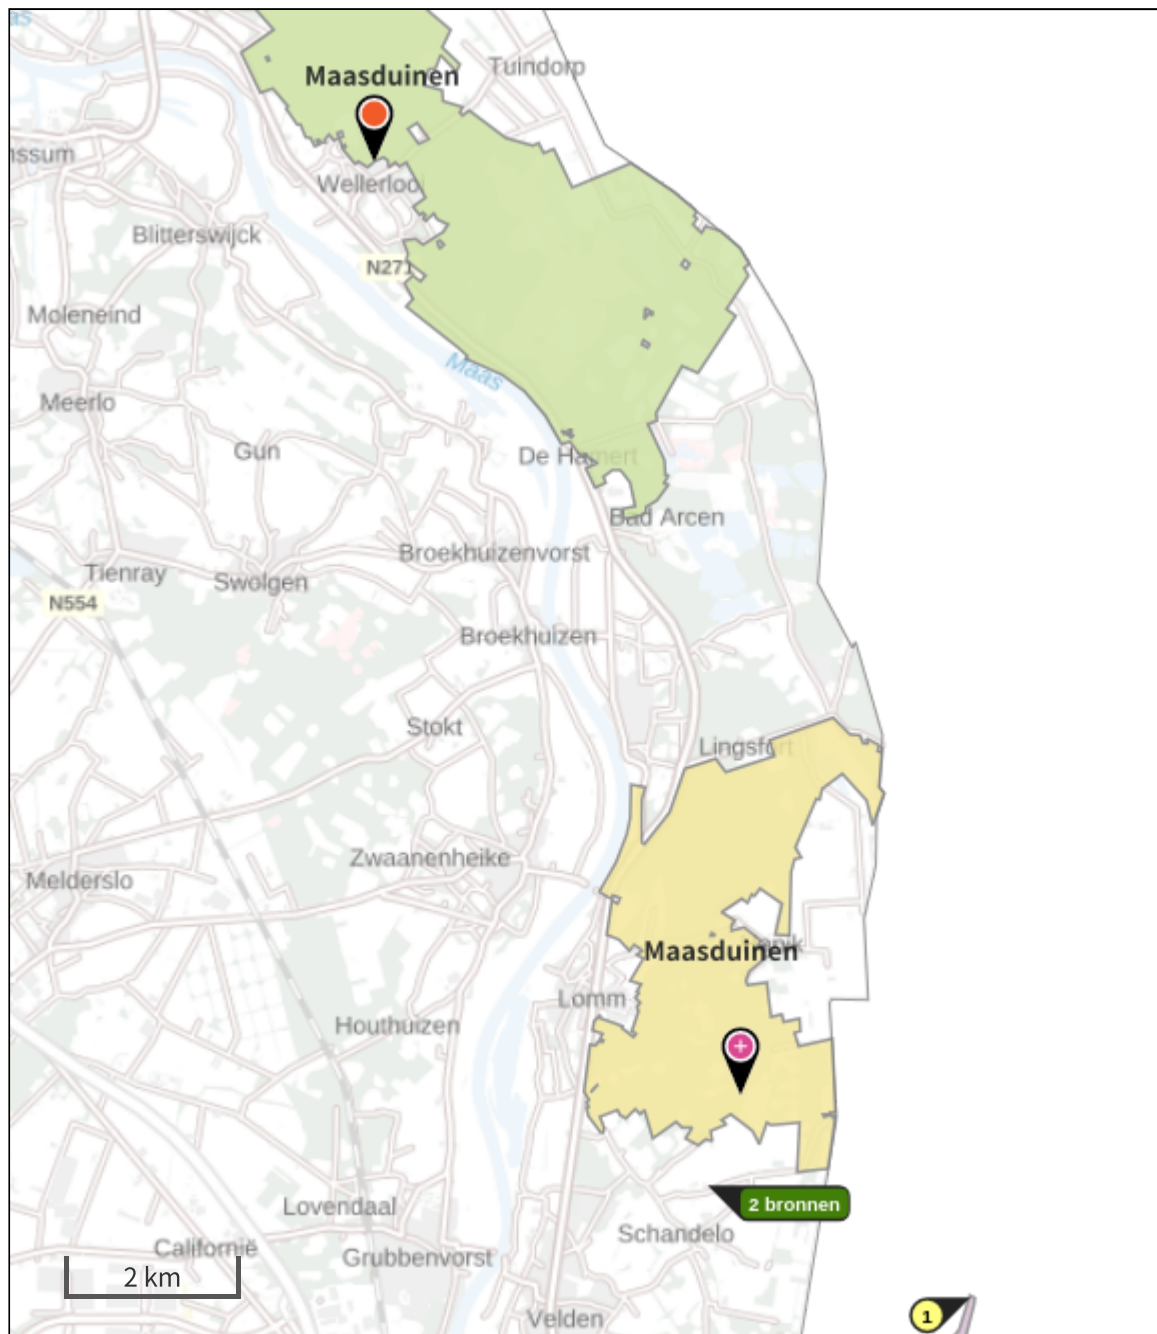 Tuindorp
Maasduinen
Wellerlooi
Blitterswijck
N271
Moleneind
Maas
Meerlo
Gun
De Hamert
Bad Arcen
Broekhuizenvorst
Tienray
Swolgen
N554
Broekhuizen
Stokt
Lingsfort
Zwaanenheike
Melderslo
Maasduinen
Lomm
Houthuizen
Lovendaal
2 bronnen
Schandelo
Californië
Grubbenvorst
2 km
Velden
1